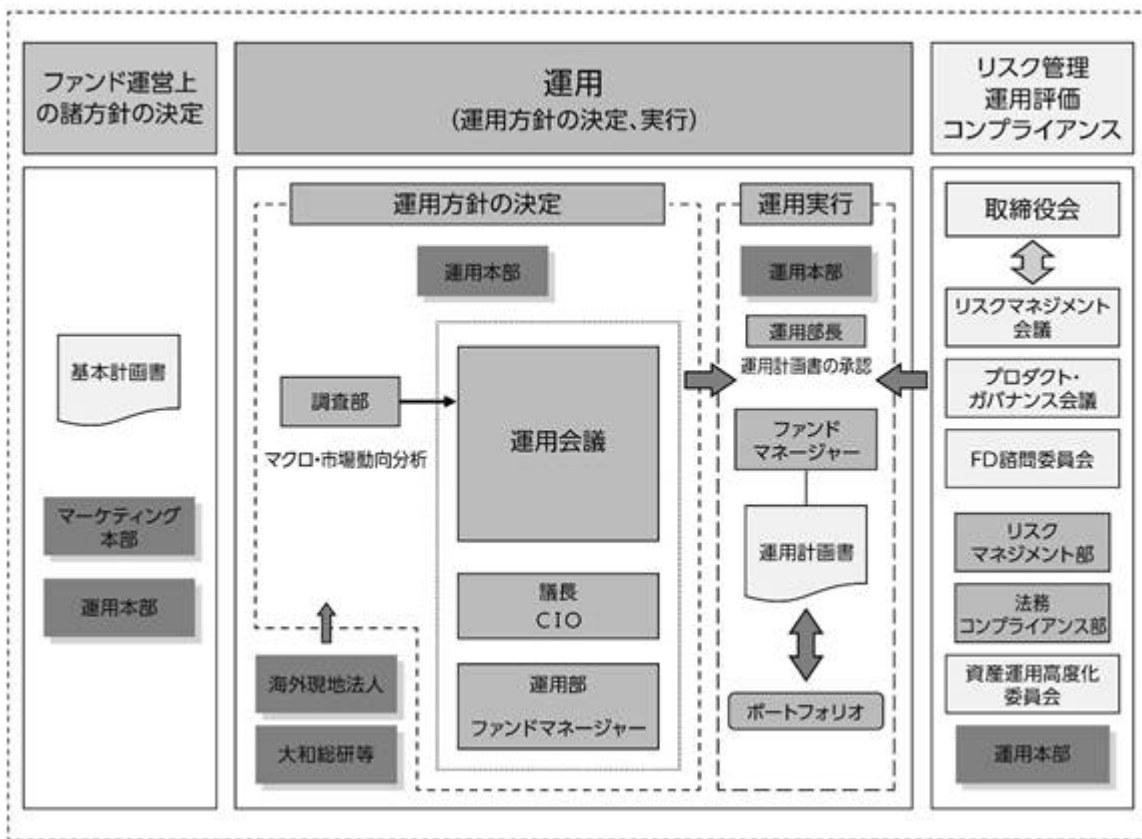 ファンド運営上
の諸方針の決定
基本計画書
マーケティング
本部
運用本部
運用
(運用方針の決定、実行)
運用方針の決定
運用本部
調査部
マクロ・市場動向分析
運用会議
議長
CIO
運用部
ファンドマネージャー
海外現地法人
大和総研等
運用実行
運用本部
運用部長
運用計画書の承認
ファンド
マネージャー
運用計画書
ポートフォリオ
リスク管理
運用評価
コンプライアンス
取締役会
リスクマネジメント
会議
プロダクト・
ガバナンス会議
FD諮問委員会
リスク
マネジメント部
法務
コンプライアンス部
資産運用高度化
委員会
運用本部